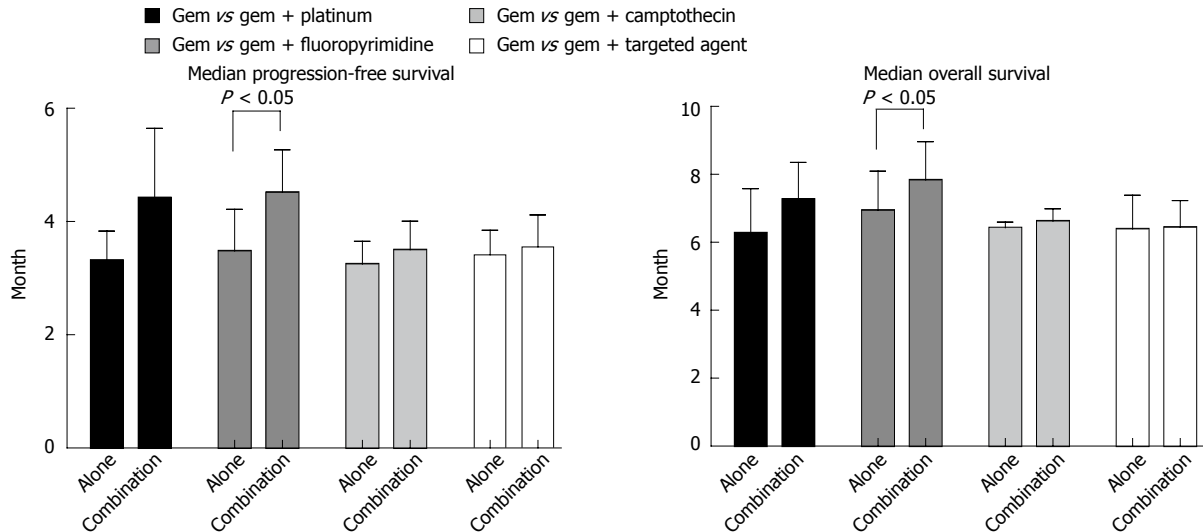 Gem vs gem + platinum
Gem vs gem + camptothecin
Gem vs gem + fluoropyrimidine
Gem vs gem + targeted agent
Median progression-free survival
P < 0.05
6
4
2
0
Month
Alone
Combination
Alone
Combination
Alone
Combination
Alone
Combination
Median overall survival
P < 0.05
10
8
6
4
2
0
Month
Alone
Combination
Alone
Combination
Alone
Combination
Alone
Combination